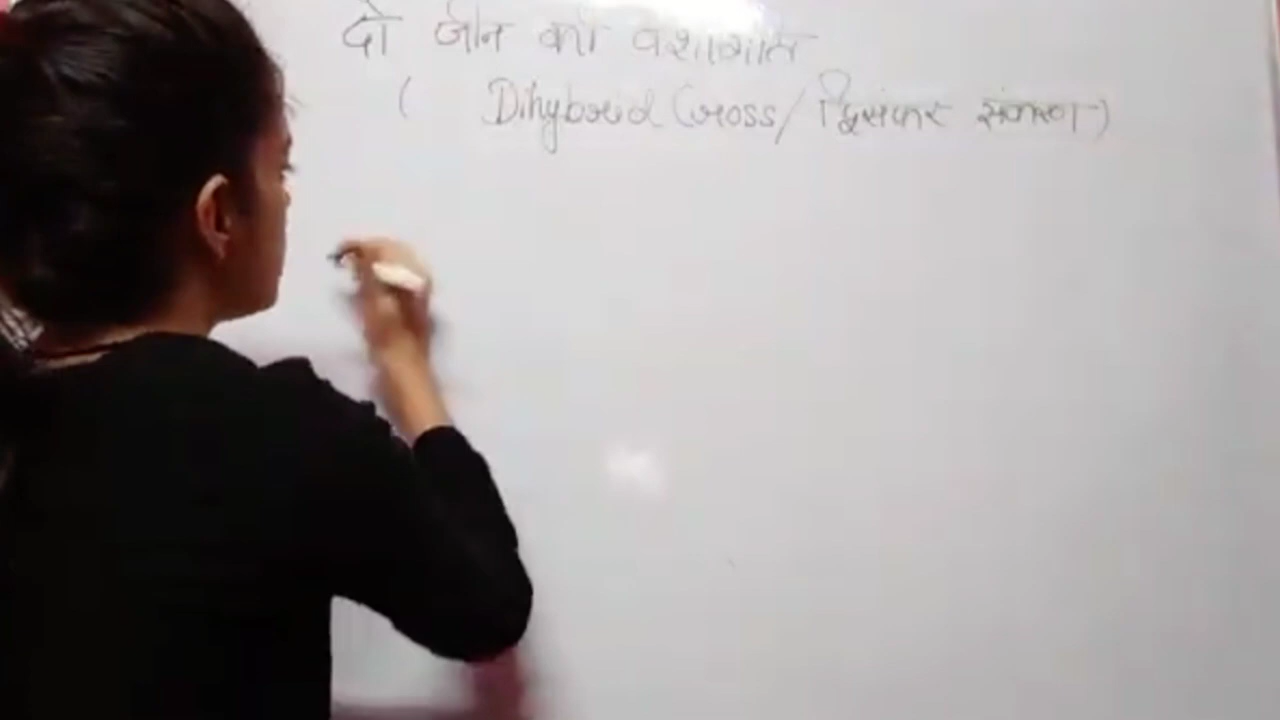 दो जीन की वंशागति
( Dihybrid Cross/ द्विसंकर संकरण)